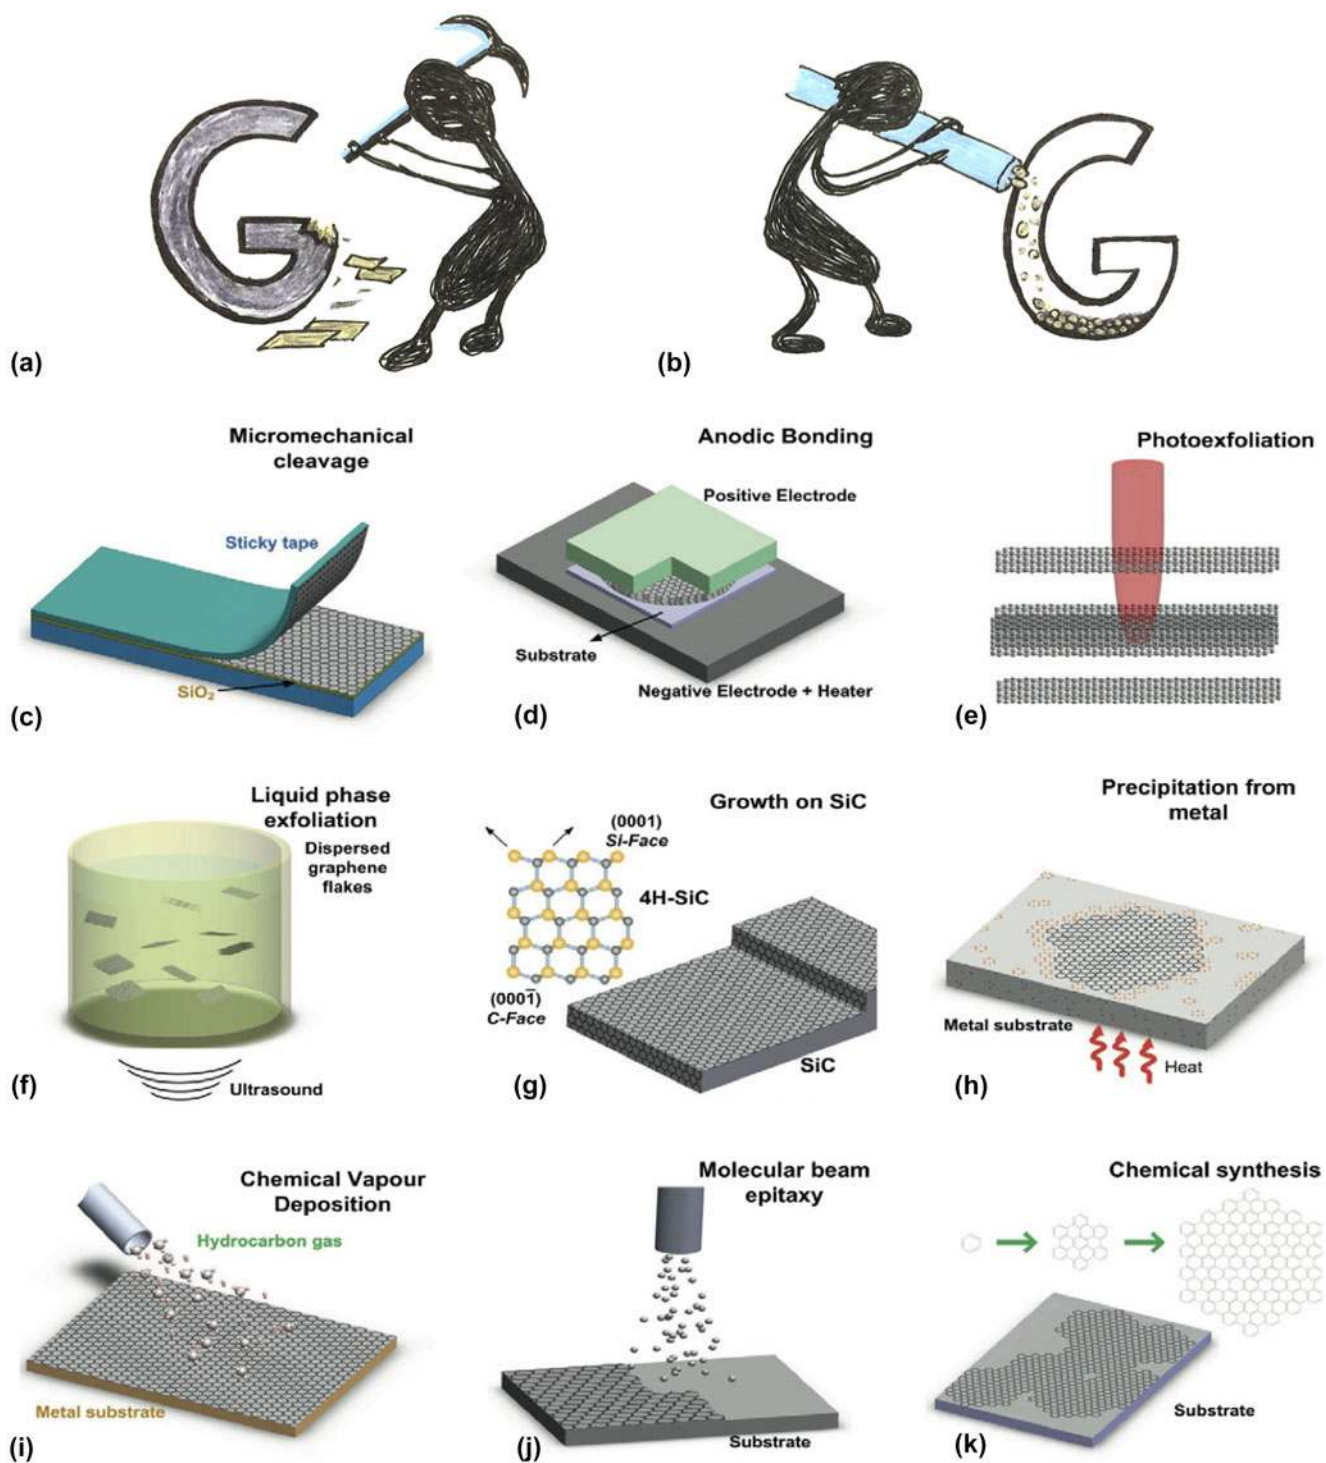 G
G
(a)
(b)
Micromechanical
cleavage
Sticky tape
SiO₂
(c)
Anodic Bonding
Positive Electrode
Substrate
Negative Electrode + Heater
(d)
Photoexfoliation
(e)
Liquid phase
exfoliation
Dispersed
graphene
flakes
Ultrasound
(f)
Growth on SiC
(0001)
Si-Face
4H-SiC
(0001̅)
C-Face
SiC
(g)
Precipitation from
metal
Metal substrate
Heat
(h)
Chemical Vapour
Deposition
Hydrocarbon gas
Metal substrate
(i)
Molecular beam
epitaxy
Substrate
(j)
Chemical synthesis
Substrate
(k)